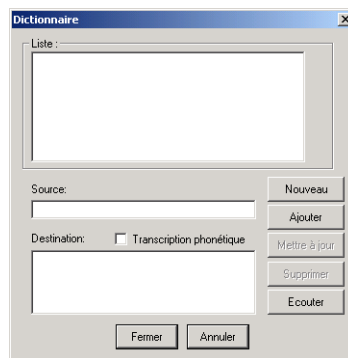 Dictionnaire
Liste :
Source:
Nouveau
Ajouter
Destination:
Transcription phonétique
Mettre à jour
Supprimer
Ecouter
Fermer
Annuler